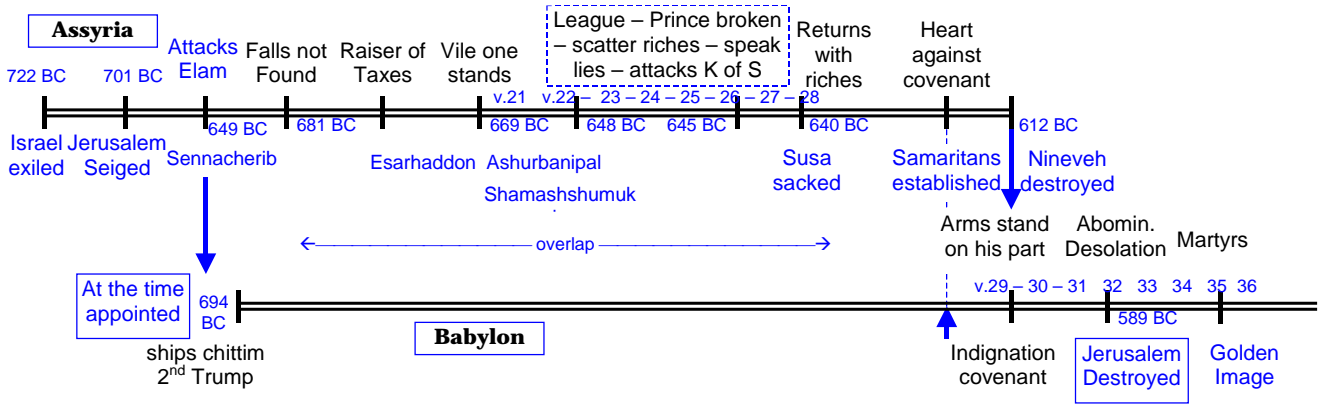 Assyria
722 BC
701 BC
Attacks
Elam
Falls not
Found
Raiser of
Taxes
Vile one
stands
League – Prince broken
– scatter riches – speak
lies – attacks K of S
Returns
with
riches
Heart
against
covenant
v.21 v.22 – 23 – 24 – 25 – 26 – 27 – 28
649 BC
681 BC
669 BC
648 BC
645 BC
640 BC
612 BC
Israel
exiled
Jerusalem
Seiged
Sennacherib
Esarhaddon
Ashurbanipal
Shamashshumuk
Susa
sacked
Samaritans
established
Nineveh
destroyed
overlap
Arms stand
on his part
Abomin.
Desolation
Martyrs
At the time
appointed
694
BC
v.29 – 30 – 31 32 33 34 35 36
589 BC
Babylon
ships chittim
2nd Trump
Indignation
covenant
Jerusalem
Destroyed
Golden
Image